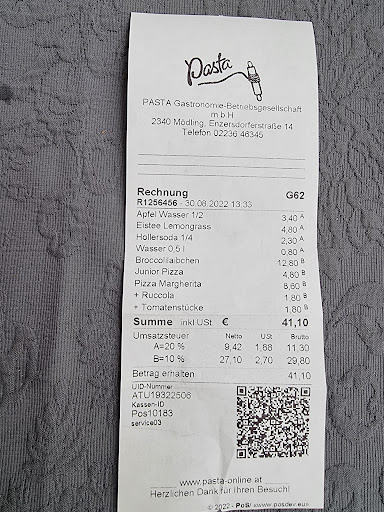 Pasta
PASTA Gastronomie-Betriebsgesellschaft
m b H
2340 Mödling, Enzersdorferstraße 14
Telefon 02236 46345
Rechnung G62
R1256456 - 30.08.2022 13:33
Apfel Wasser 1/2 3,40 A
Eistee Lemongrass 4,80 A
Hollersoda 1/4 2,30 A
Wasser 0,5 l 0,80 A
Broccolilaibchen 12,80 B
Junior Pizza 4,80 B
Pizza Margherita 8,60 B
+ Ruccola 1,80 B
+ Tomatenstücke 1,80 B
Summe inkl USt € 41,10
Umsatzsteuer Netto USt Brutto
A=20 % 9,42 1,88 11,30
B=10 % 27,10 2,70 29,80
Betrag erhalten 41,10
UID-Nummer
ATU19322506
Kassen-ID
Pos10183
service03
www.pasta-online.at
Herzlichen Dank für Ihren Besuch!
© 2022 - PoS/ www.posdev.eu